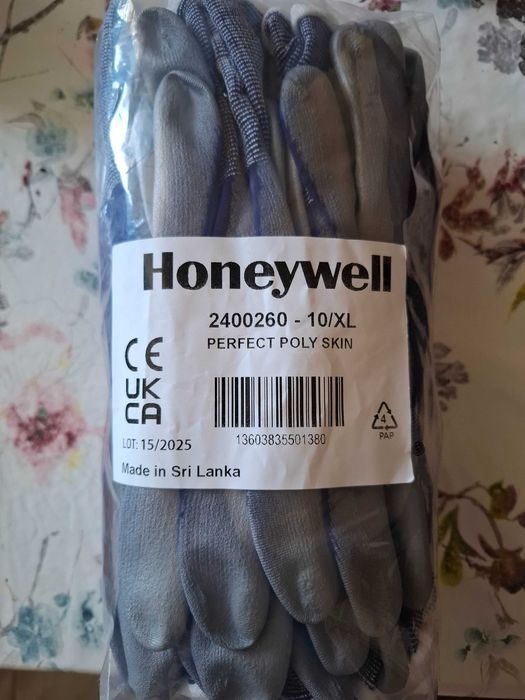 Honeywell
2400260 - 10/XL
PERFECT POLY SKIN
CE
UK
CA
13603835501380
4
PAP
LOT: 15/2025
Made in Sri Lanka